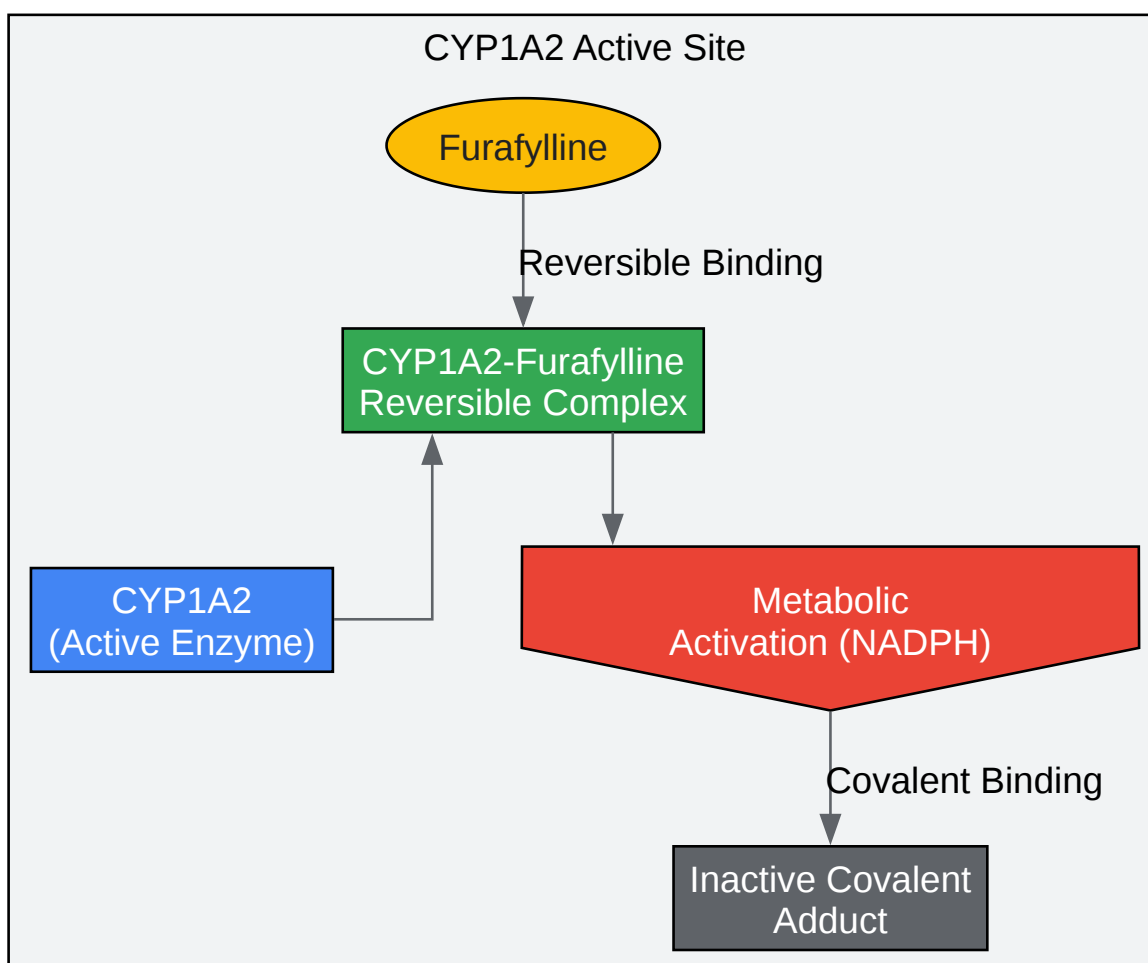 CYP1A2 Active Site
Furafylline
Reversible Binding
CYP1A2-Furafylline
Reversible Complex
CYP1A2
(Active Enzyme)
Metabolic
Activation (NADPH)
Covalent Binding
Inactive Covalent
Adduct